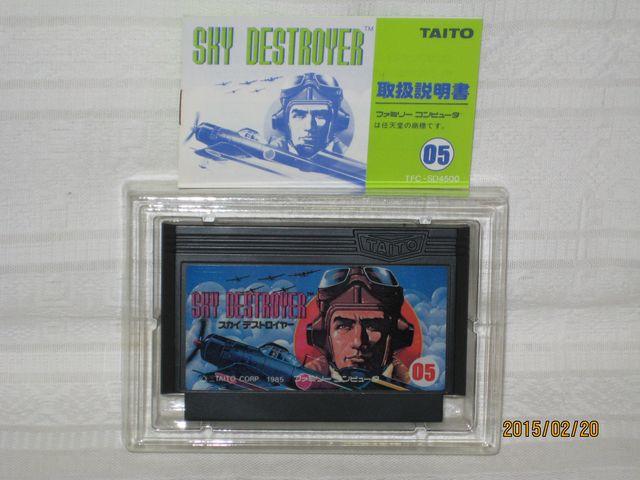 SKY DESTROYER™
TAITO
取扱説明書
ファミリー コンピュータ
は任天堂の商標です。
05
TFC-SD4500
TAITO
SKY DESTROYER™
スカイ デストロイヤー
05
© TAITO CORP. 1985 ファミリー コンピュータ
2015/02/20